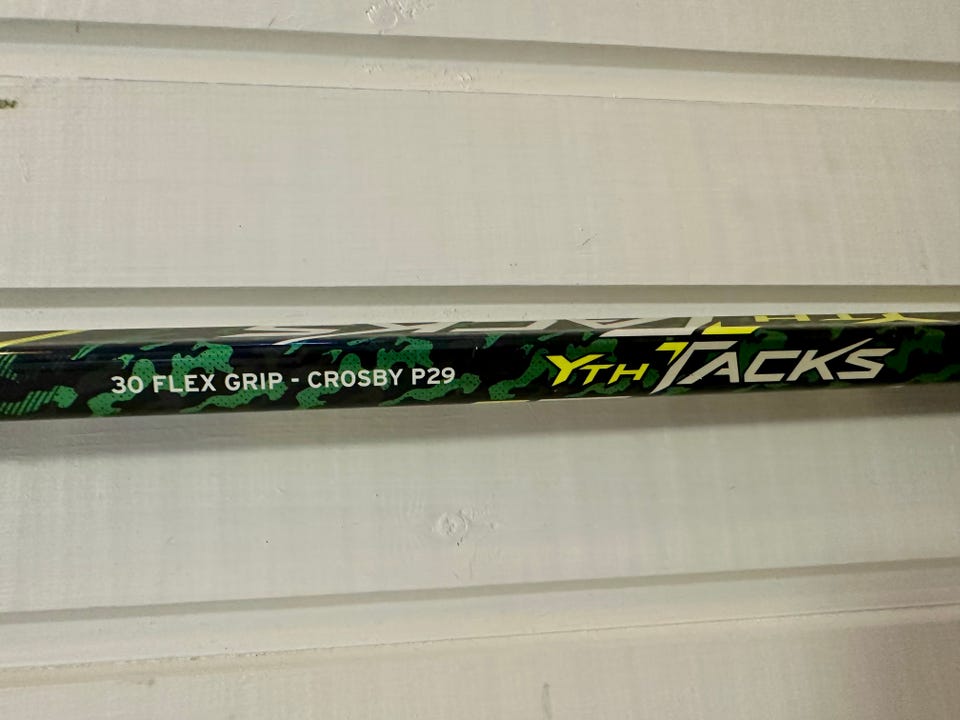 30 FLEX GRIP - CROSBY P29
YTH TACKS